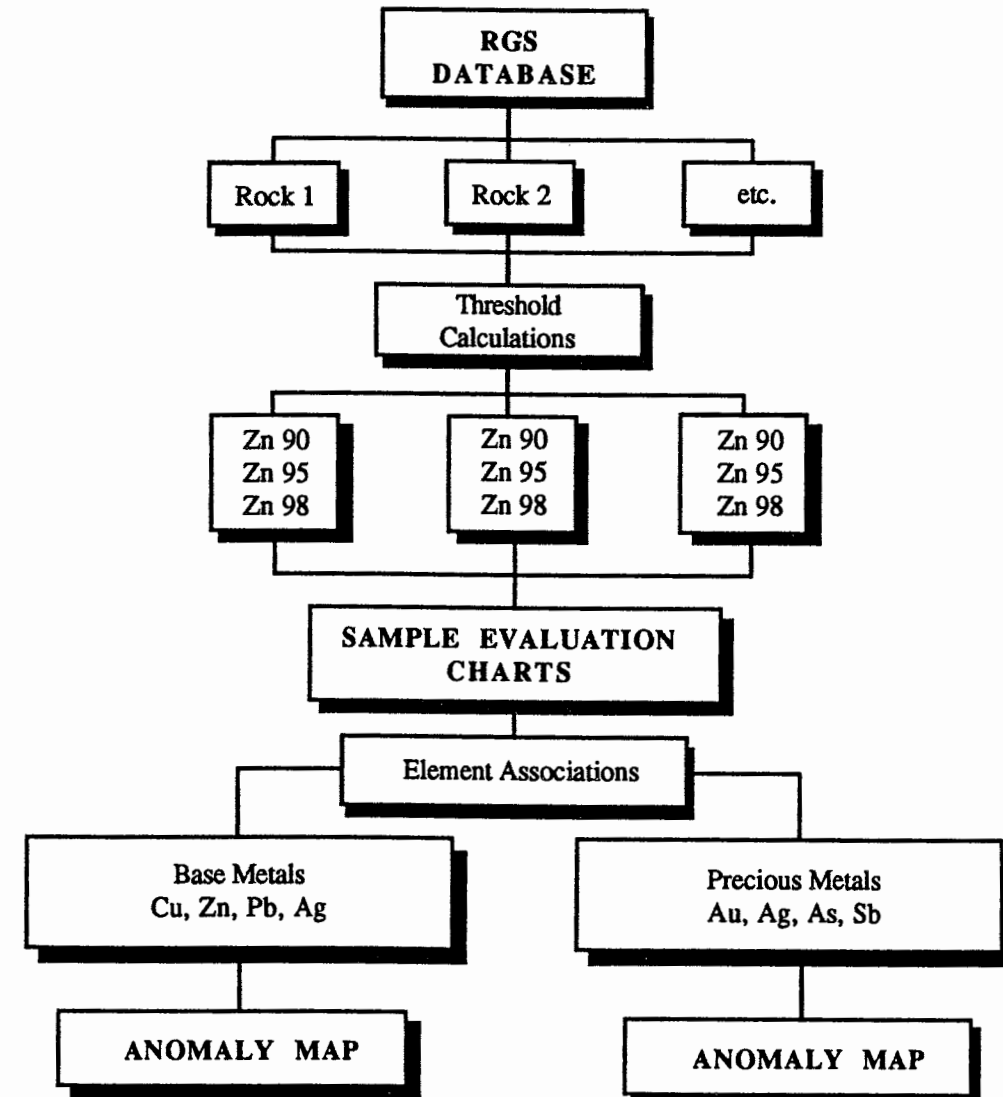 RGS
DATABASE
Rock 1
Rock 2
etc.
Threshold
Calculations
Zn 90
Zn 95
Zn 98
Zn 90
Zn 95
Zn 98
Zn 90
Zn 95
Zn 98
SAMPLE EVALUATION
CHARTS
Element Associations
Base Metals
Cu, Zn, Pb, Ag
Precious Metals
Au, Ag, As, Sb
ANOMALY MAP
ANOMALY MAP